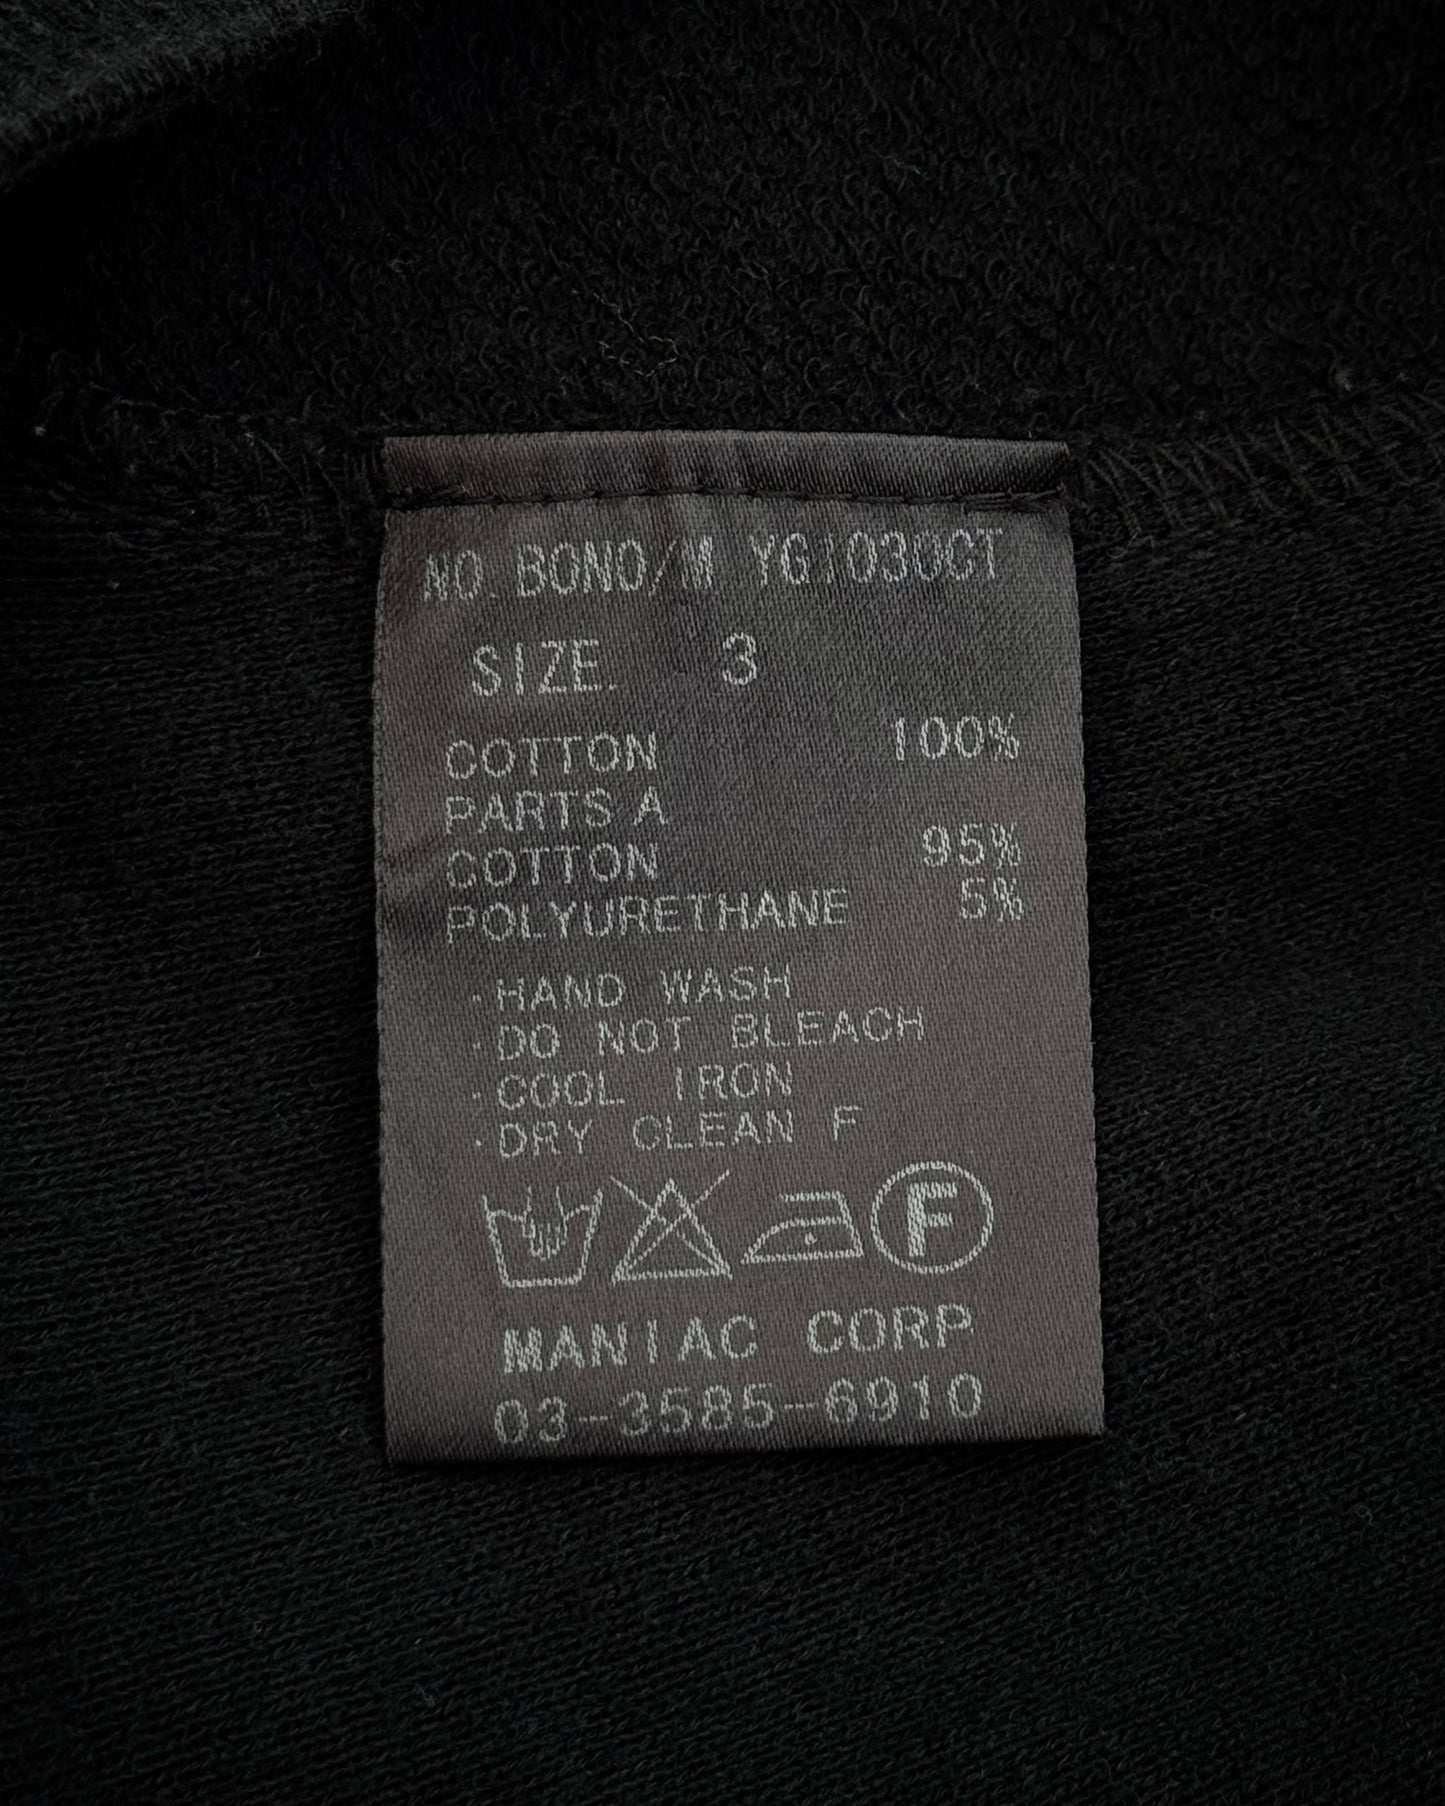 NO. BONO/M YG1030CT
SIZE. 3
COTTON 100%
PARTS A
COTTON 95%
POLYURETHANE 5%
·HAND WASH
·DO NOT BLEACH
·COOL IRON
·DRY CLEAN F
F
MANIAC CORP
03-3585-6910